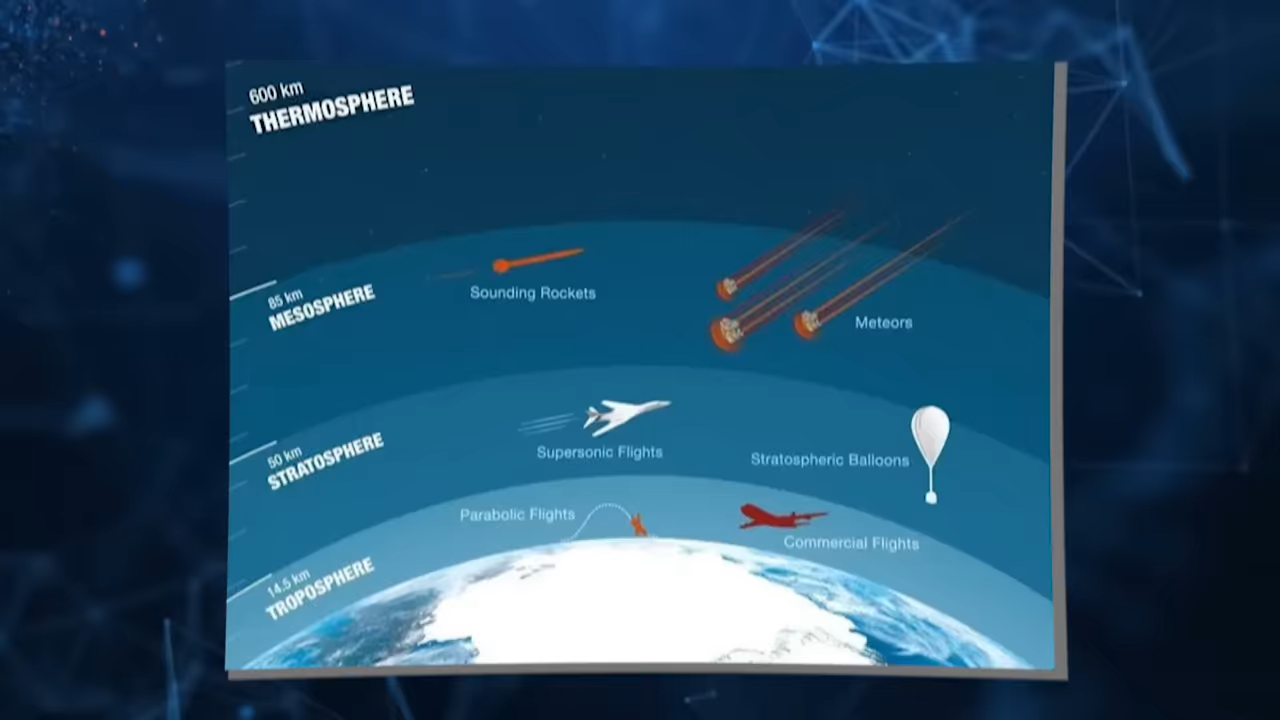 600 km
THERMOSPHERE
85 km
MESOSPHERE
Sounding Rockets
Meteors
50 km
STRATOSPHERE
Supersonic Flights
Stratospheric Balloons
14.5 km
TROPOSPHERE
Parabolic Flights
Commercial Flights